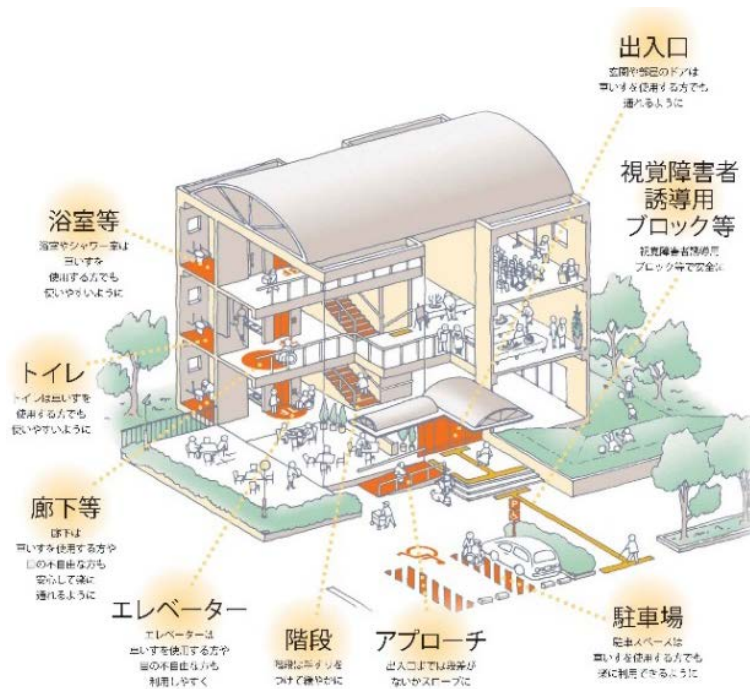 出入口
玄関や部屋のドアは
車いすを使用する方でも
通れるように
視覚障害者
誘導用
ブロック等
視覚障害者誘導用
ブロック等で安全に
浴室等
浴室やシャワー室は
車いすを
使用する方でも
使いやすいように
トイレ
トイレは車いすを
使用する方でも
使いやすいように
廊下等
廊下は
車いすを使用する方や
目の不自由な方も
安心して楽に
通れるように
エレベーター
エレベーターは
車いすを使用する方や
目の不自由な方も
利用しやすく
階段
階段は手すりを
つけて緩やかに
アプローチ
出入口までは段差が
ないかスロープに
駐車場
駐車スペースは
車いすを使用する方でも
楽に利用できるように